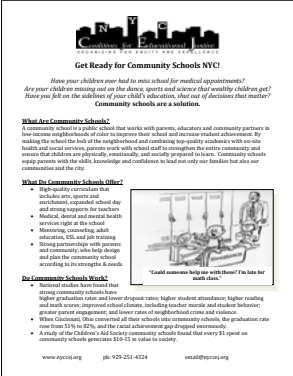 NYC
Coalition for Educational Justice
ORGANIZING FOR EQUITY AND EXCELLENCE
Get Ready for Community Schools NYC!
Have your children ever had to miss school for medical appointments?
Are your children missing out on the dance, sports and science that wealthy children get?
Have you felt on the sidelines of your child's education, shut out of decisions that matter?
Community schools are a solution.
What Are Community Schools?
A community school is a public school that works with parents, educators and community partners in
low-income neighborhoods of color to improve their school and increase student achievement. By
making the school the hub of the neighborhood and combining top-quality academics with on-site
health and social services, parents work with school staff to strengthen the entire community and
ensure that children are physically, emotionally, and socially prepared to learn. Community schools
equip parents with the skills, knowledge and confidence to lead not only our families but also our
communities and the city.
What Do Community Schools Offer?
• High-quality curriculum that
includes arts, sports and
enrichment, expanded school day
and strong supports for teachers
• Medical, dental and mental health
services right at the school
• Mentoring, counseling, adult
education, ESL and job training
• Strong partnerships with parents
and community, who help design
and plan the community school
according to its strengths & needs.
"Could someone help me with these? I'm late for
math class."
Do Community Schools Work?
• National studies have found that
strong community schools have
higher graduation rates and lower dropout rates; higher student attendance; higher reading
and math scores; improved school climate, including teacher morale and student behavior;
greater parent engagement; and lower rates of neighborhood crime and violence.
• When Cincinnati, Ohio converted all their schools into community schools, the graduation rate
rose from 51% to 82%, and the racial achievement gap dropped enormously.
• A study of the Children's Aid Society community schools found that every $1 spent on
community schools generates $10-15 in value to society.
www.nyccej.org ph: 929-251-4324 email@nyccej.org